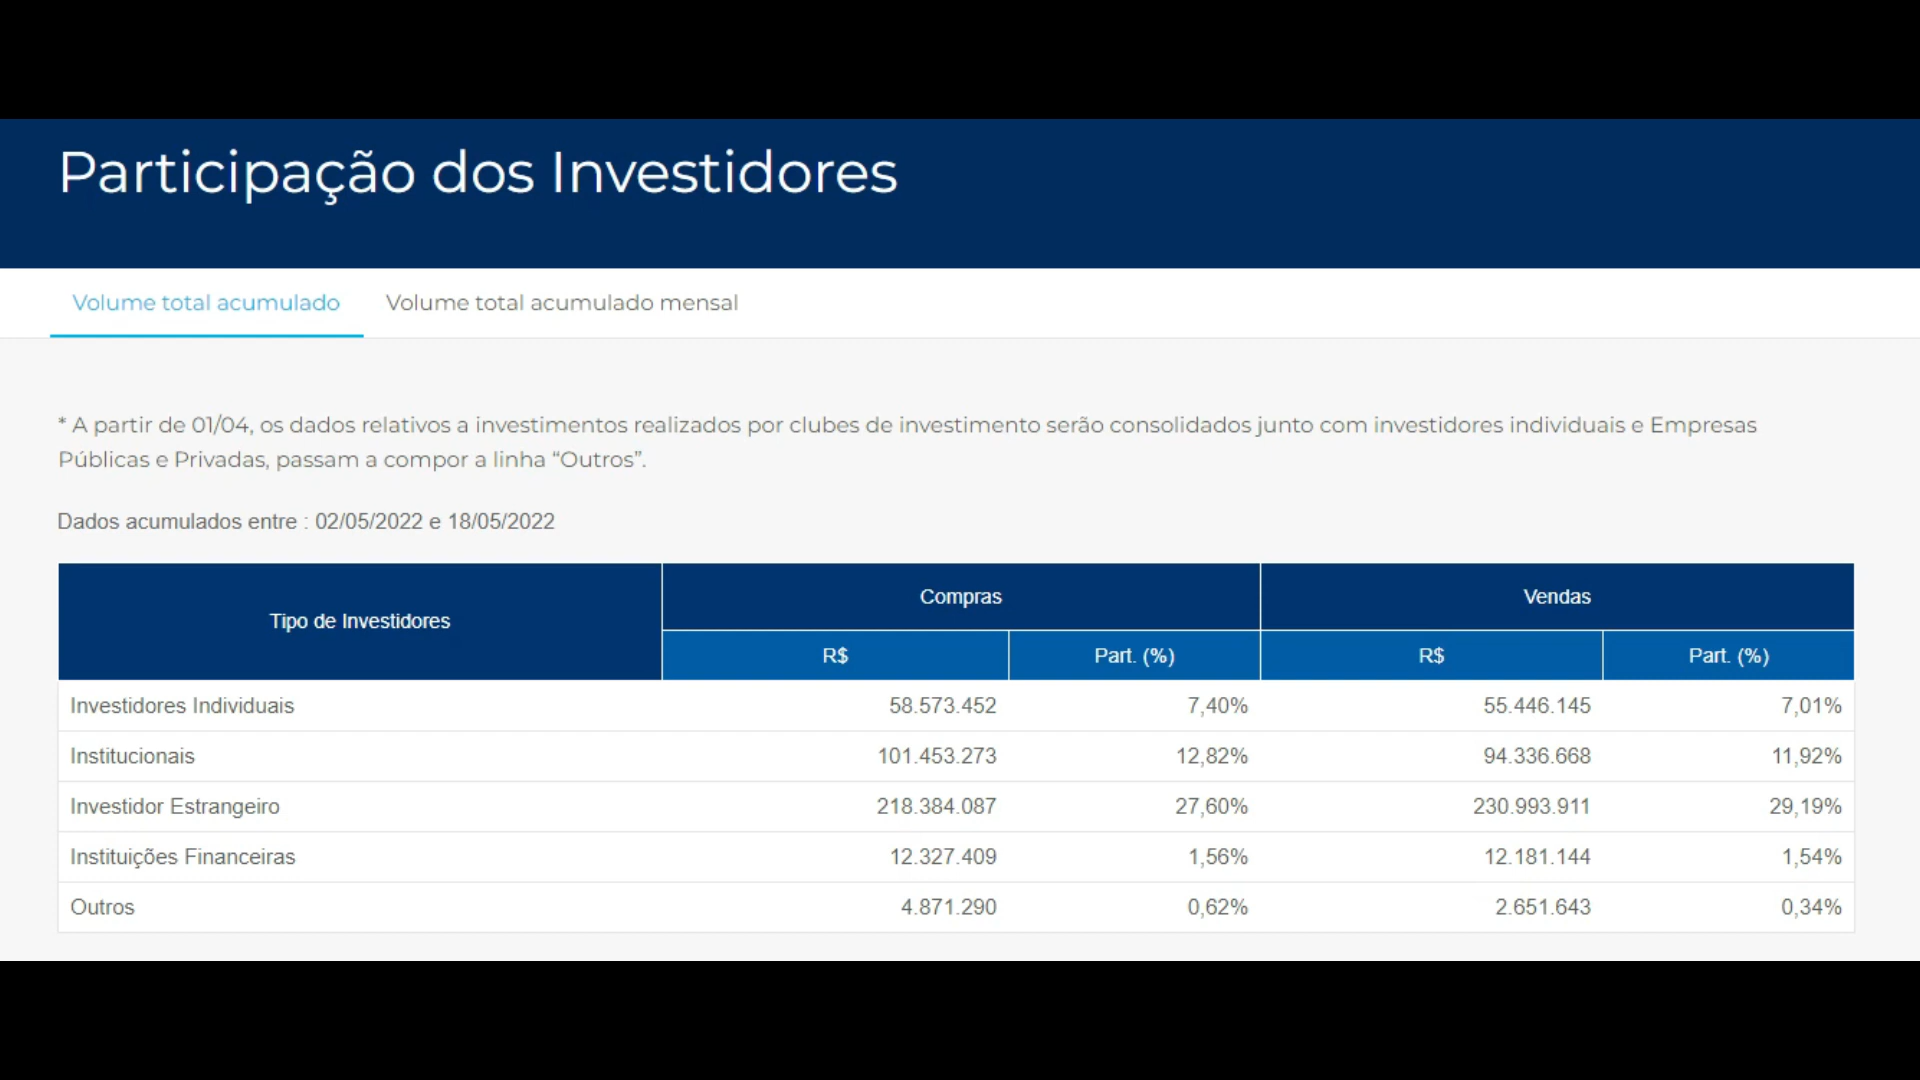 Participação dos Investidores
Volume total acumulado Volume total acumulado mensal
* A partir de 01/04, os dados relativos a investimentos realizados por clubes de investimento serão consolidados junto com investidores individuais e Empresas
Públicas e Privadas, passam a compor a linha “Outros”.
Dados acumulados entre : 02/05/2022 e 18/05/2022
Tipo de Investidores Compras Vendas
R$ Part. (%) R$ Part. (%)
Investidores Individuais 58.573.452 7,40% 55.446.145 7,01%
Institucionais 101.453.273 12,82% 94.336.668 11,92%
Investidor Estrangeiro 218.384.087 27,60% 230.993.911 29,19%
Instituições Financeiras 12.327.409 1,56% 12.181.144 1,54%
Outros 4.871.290 0,62% 2.651.643 0,34%